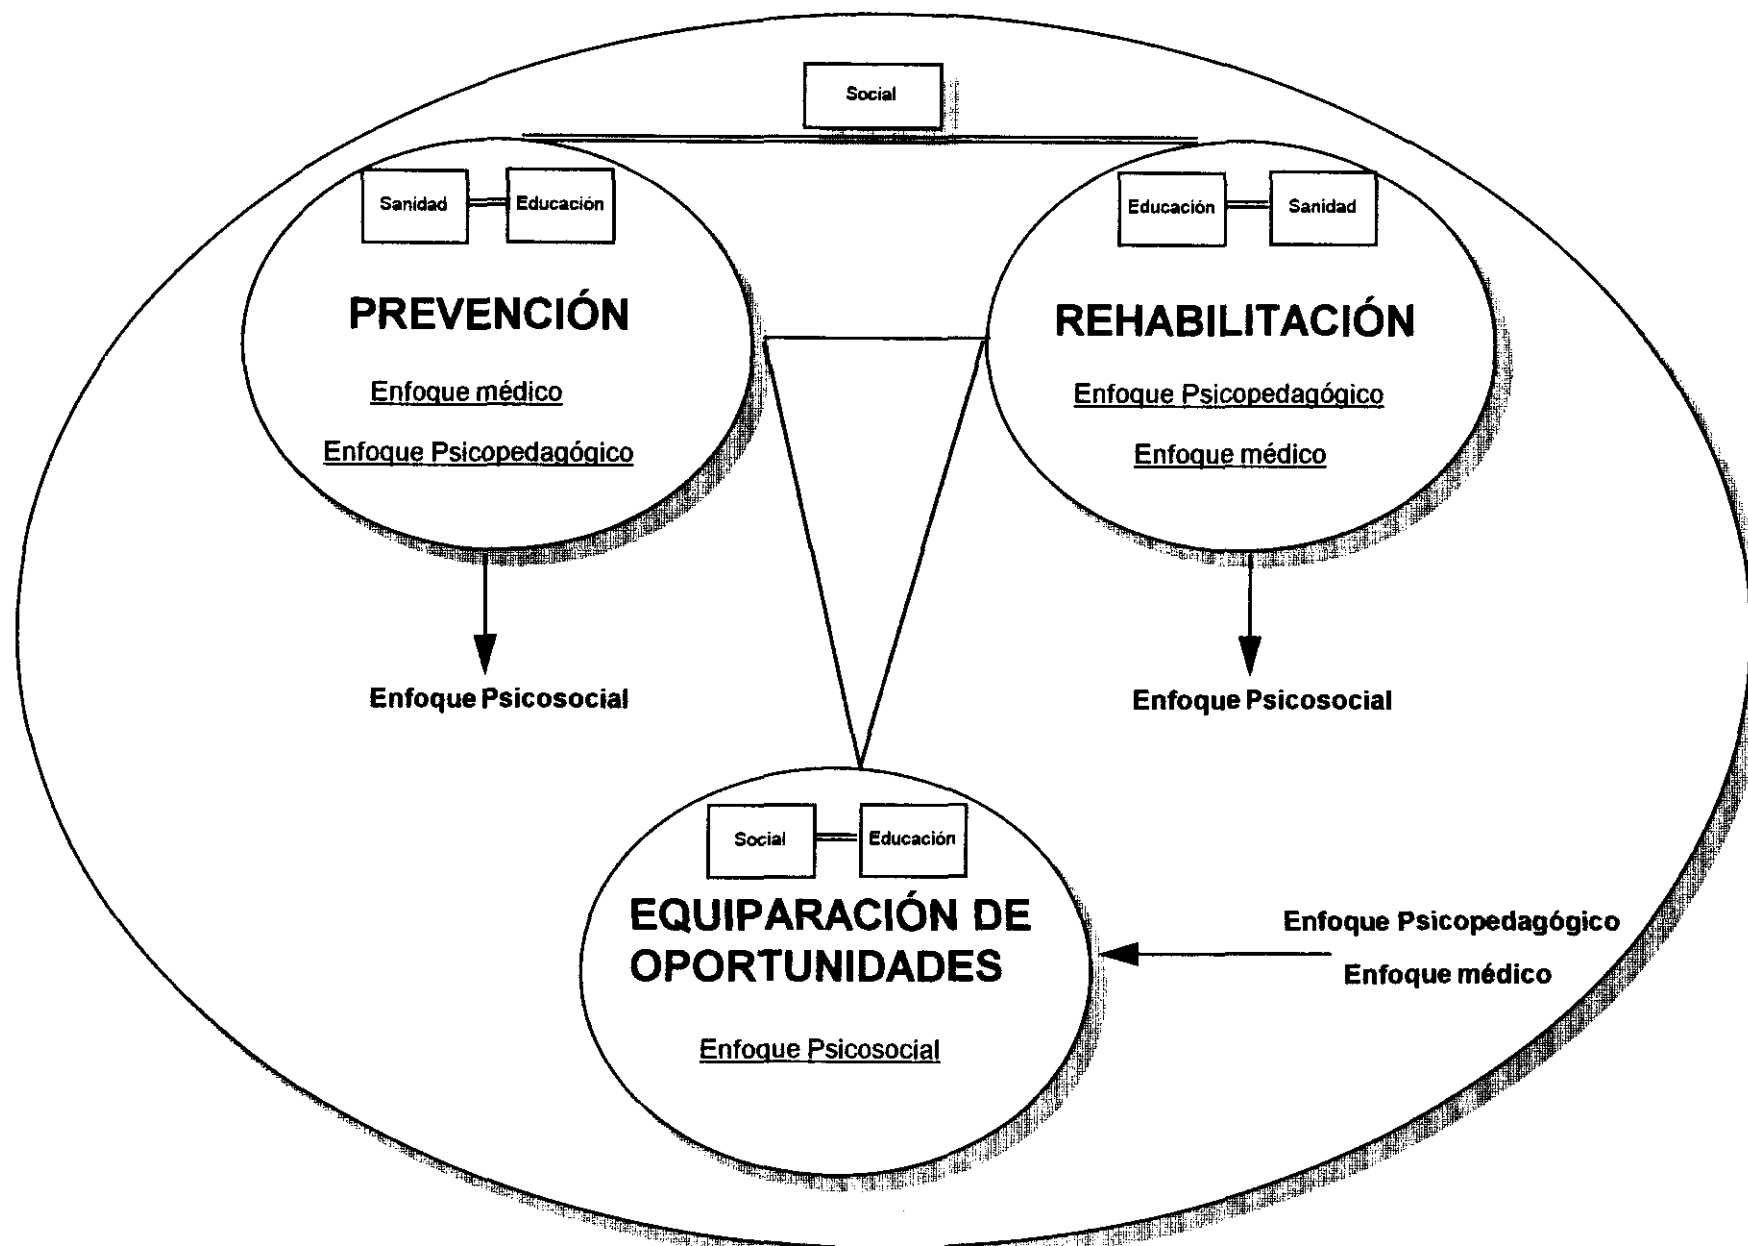 Social
Sanidad
Educación
PREVENCIÓN
Enfoque médico
Enfoque Psicopedagógico
Educación
Sanidad
REHABILITACIÓN
Enfoque Psicopedagógico
Enfoque médico
Enfoque Psicosocial
Enfoque Psicosocial
Social
Educación
EQUIPARACIÓN DE
OPORTUNIDADES
Enfoque Psicosocial
Enfoque Psicopedagógico
Enfoque médico